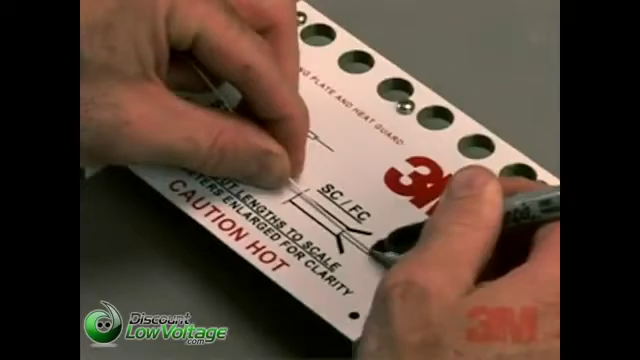 NG PLATE AND HEAT GUARD
3M
SC / FC
LENGTHS TO SCALE
ENLARGED FOR CLARITY
CAUTION HOT
Discount
LowVoltage
.com
3M